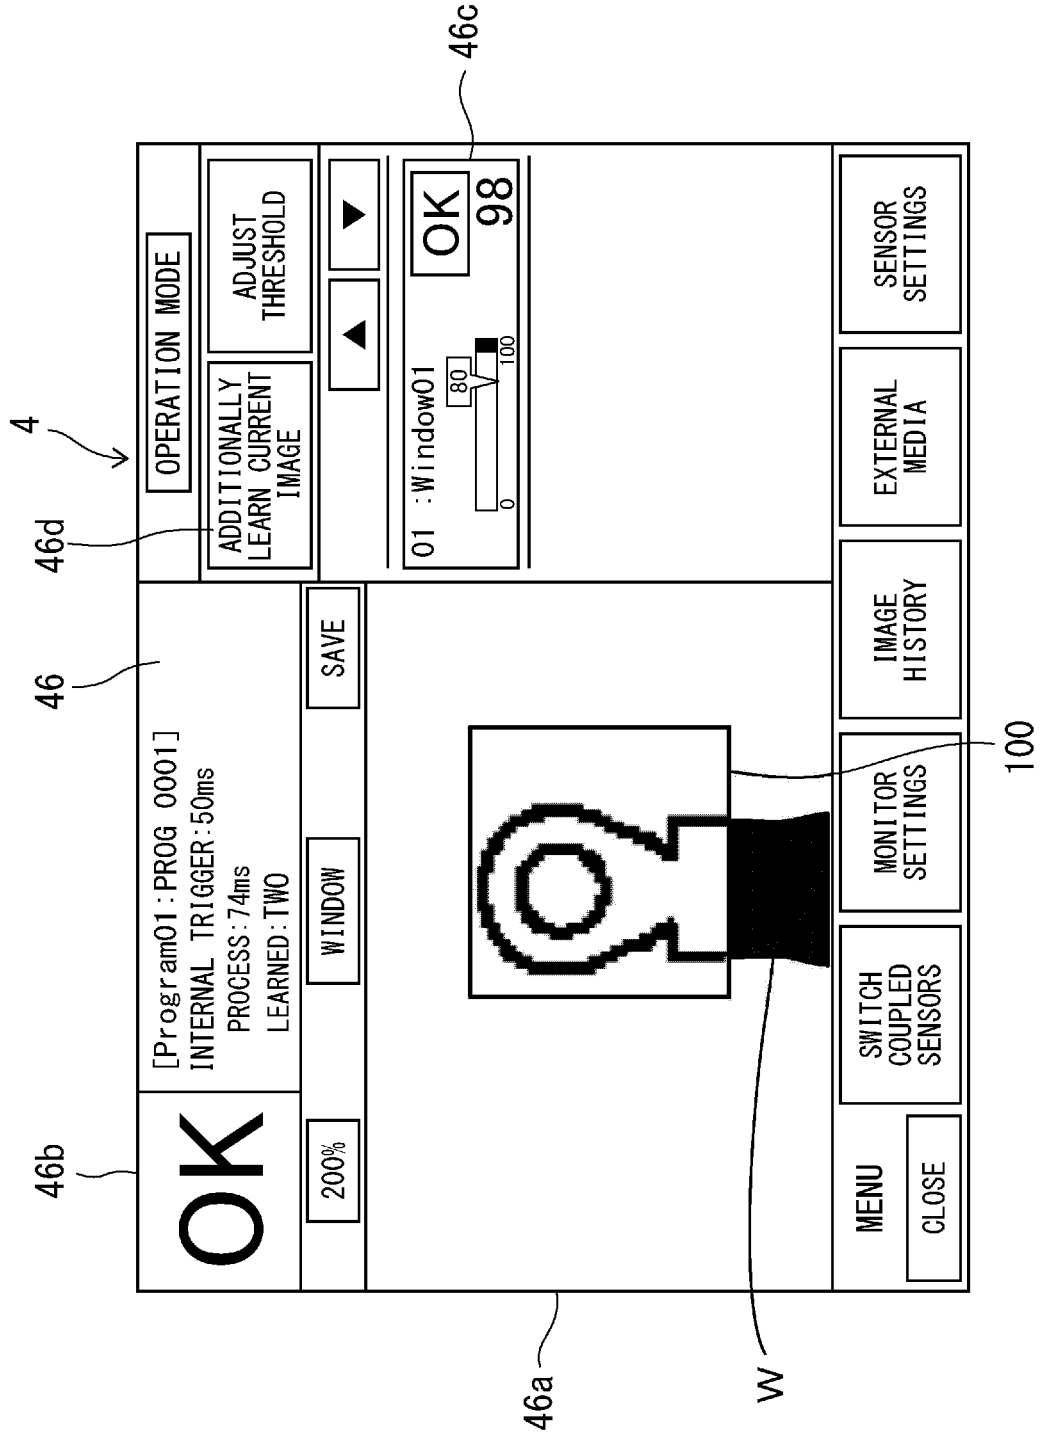 4
46b
46
46d
OK
[Program01:PROG 0001]
INTERNAL TRIGGER:50ms
PROCESS:74ms
LEARNED:TWO
OPERATION MODE
ADDITIONALLY
LEARN CURRENT
IMAGE
ADJUST
THRESHOLD
200%
WINDOW
SAVE
▲
▼
01 :Window01
OK
98
80
0
100
46c
46a
W
100
MENU
CLOSE
SWITCH
COUPLED
SENSORS
MONITOR
SETTINGS
IMAGE
HISTORY
EXTERNAL
MEDIA
SENSOR
SETTINGS